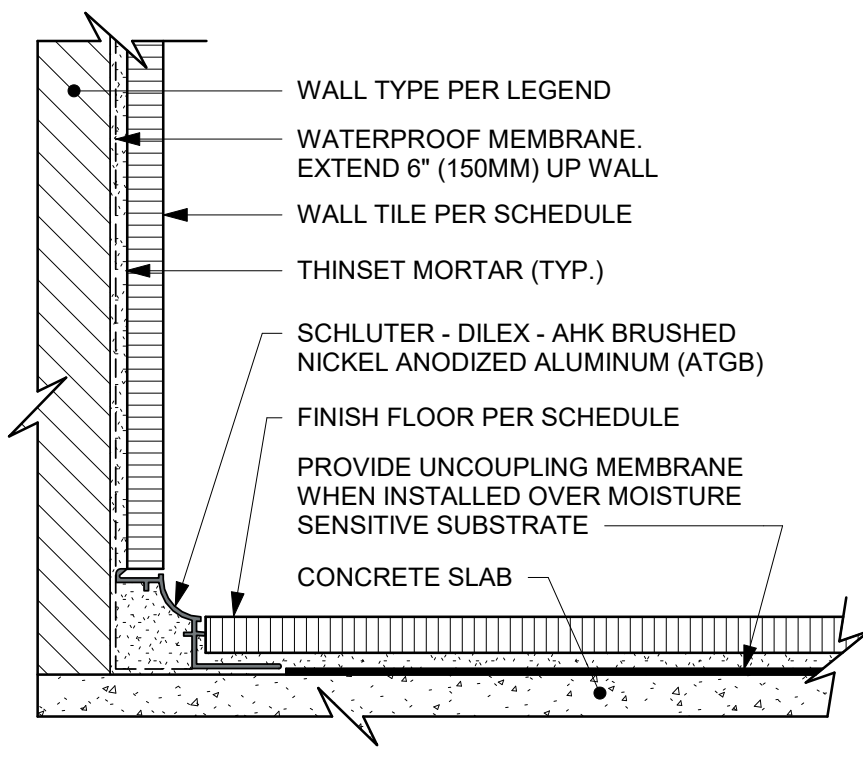 WALL TYPE PER LEGEND
WATERPROOF MEMBRANE.
EXTEND 6" (150MM) UP WALL
WALL TILE PER SCHEDULE
THINSET MORTAR (TYP.)
SCHLUTER - DILEX - AHK BRUSHED
NICKEL ANODIZED ALUMINUM (ATGB)
FINISH FLOOR PER SCHEDULE
PROVIDE UNCOUPLING MEMBRANE
WHEN INSTALLED OVER MOISTURE
SENSITIVE SUBSTRATE
CONCRETE SLAB